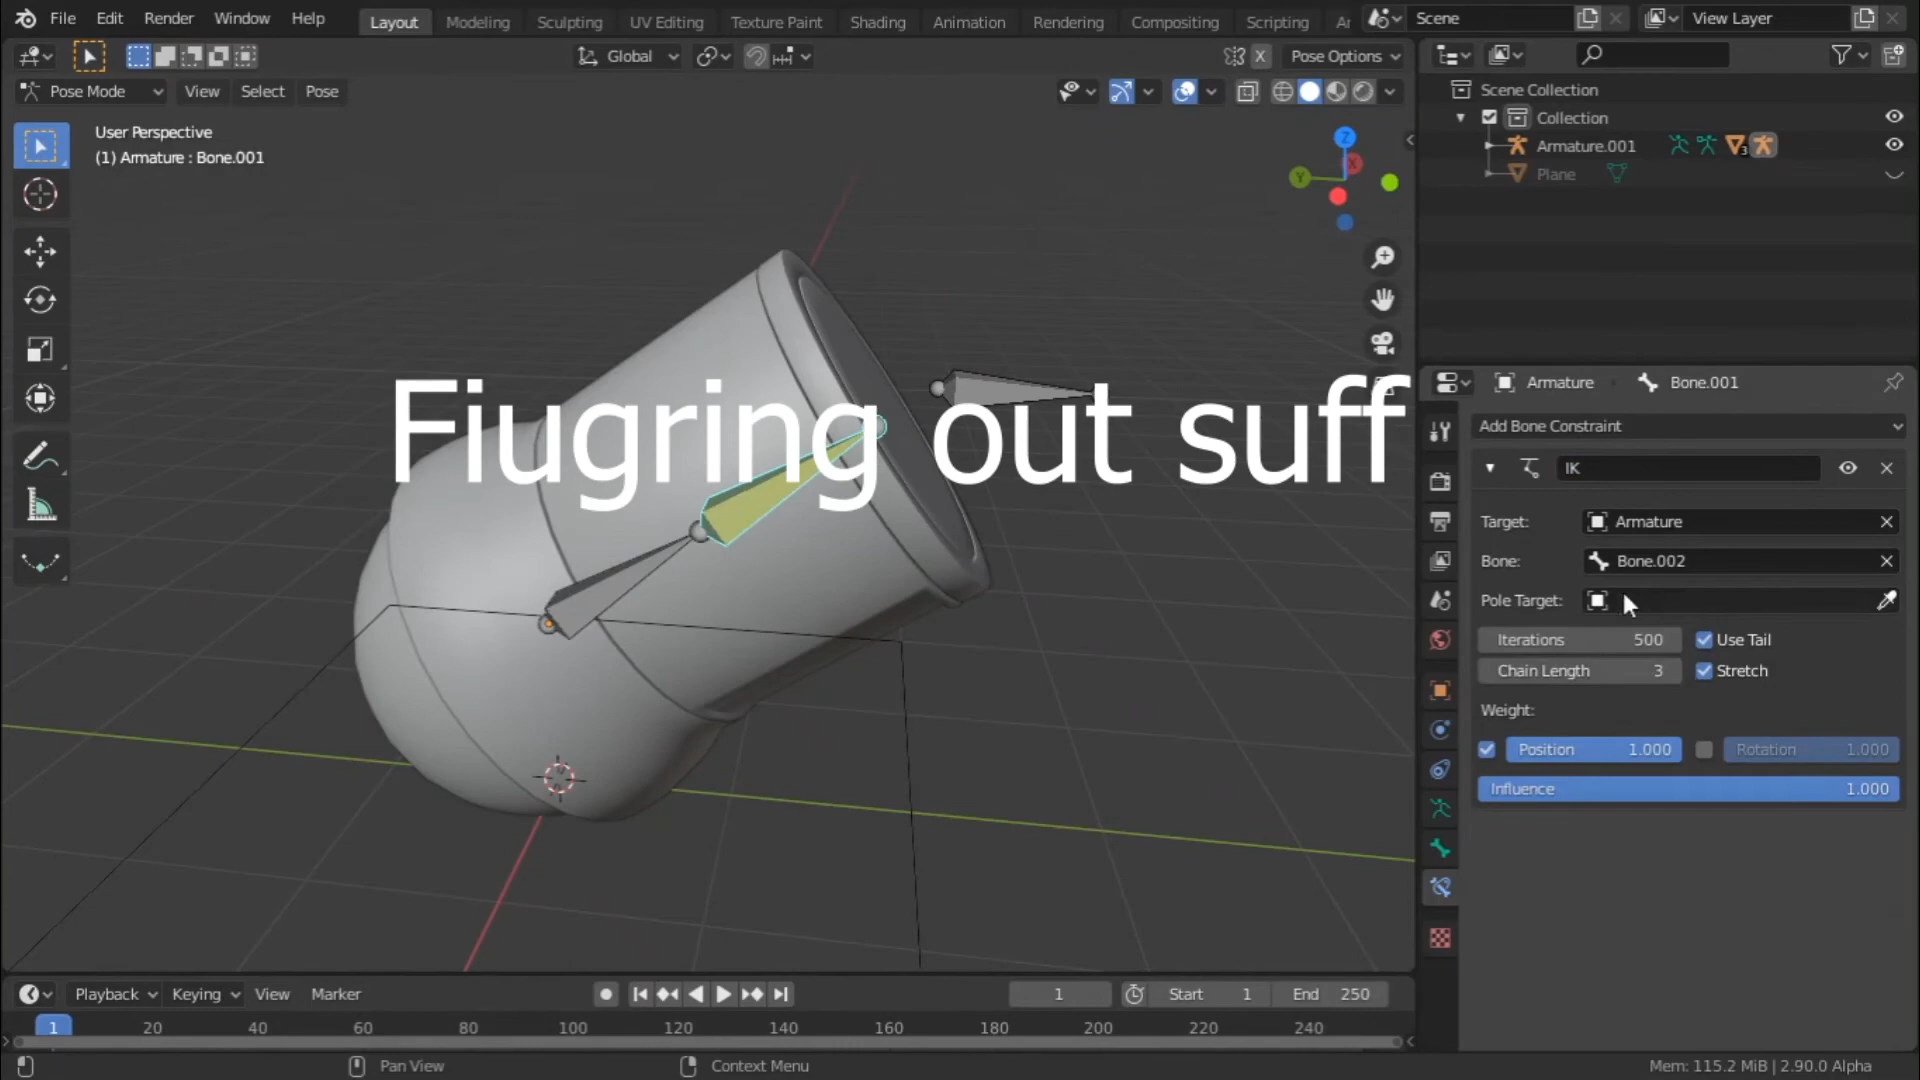 File Edit Render Window Help Layout Modeling Sculpting UV Editing Texture Paint Shading Animation Rendering Compositing Scripting Scene View Layer
Global X Pose Options
Pose Mode View Select Pose
User Perspective
(1) Armature : Bone.001
Z
X
Y
Scene Collection
Collection
Armature.001 3
Plane
Fiugring out suff
Armature Bone.001
Add Bone Constraint
IK
Target: Armature
Bone: Bone.002
Pole Target:
Iterations 500 Use Tail
Chain Length 3 Stretch
Weight:
Position 1.000 Rotation 1.000
Influence 1.000
Playback Keying View Marker 1 Start 1 End 250
1 20 40 60 80 100 120 140 160 180 200 220 240
Pan View Context Menu Mem: 115.2 MiB | 2.90.0 Alpha